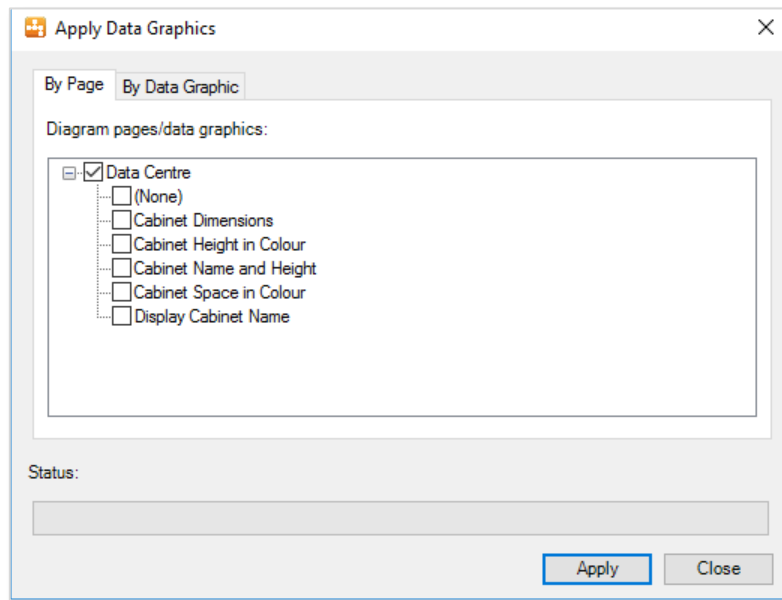 Apply Data Graphics
By Page By Data Graphic
Diagram pages/data graphics:
Data Centre
(None)
Cabinet Dimensions
Cabinet Height in Colour
Cabinet Name and Height
Cabinet Space in Colour
Display Cabinet Name
Status:
Apply Close